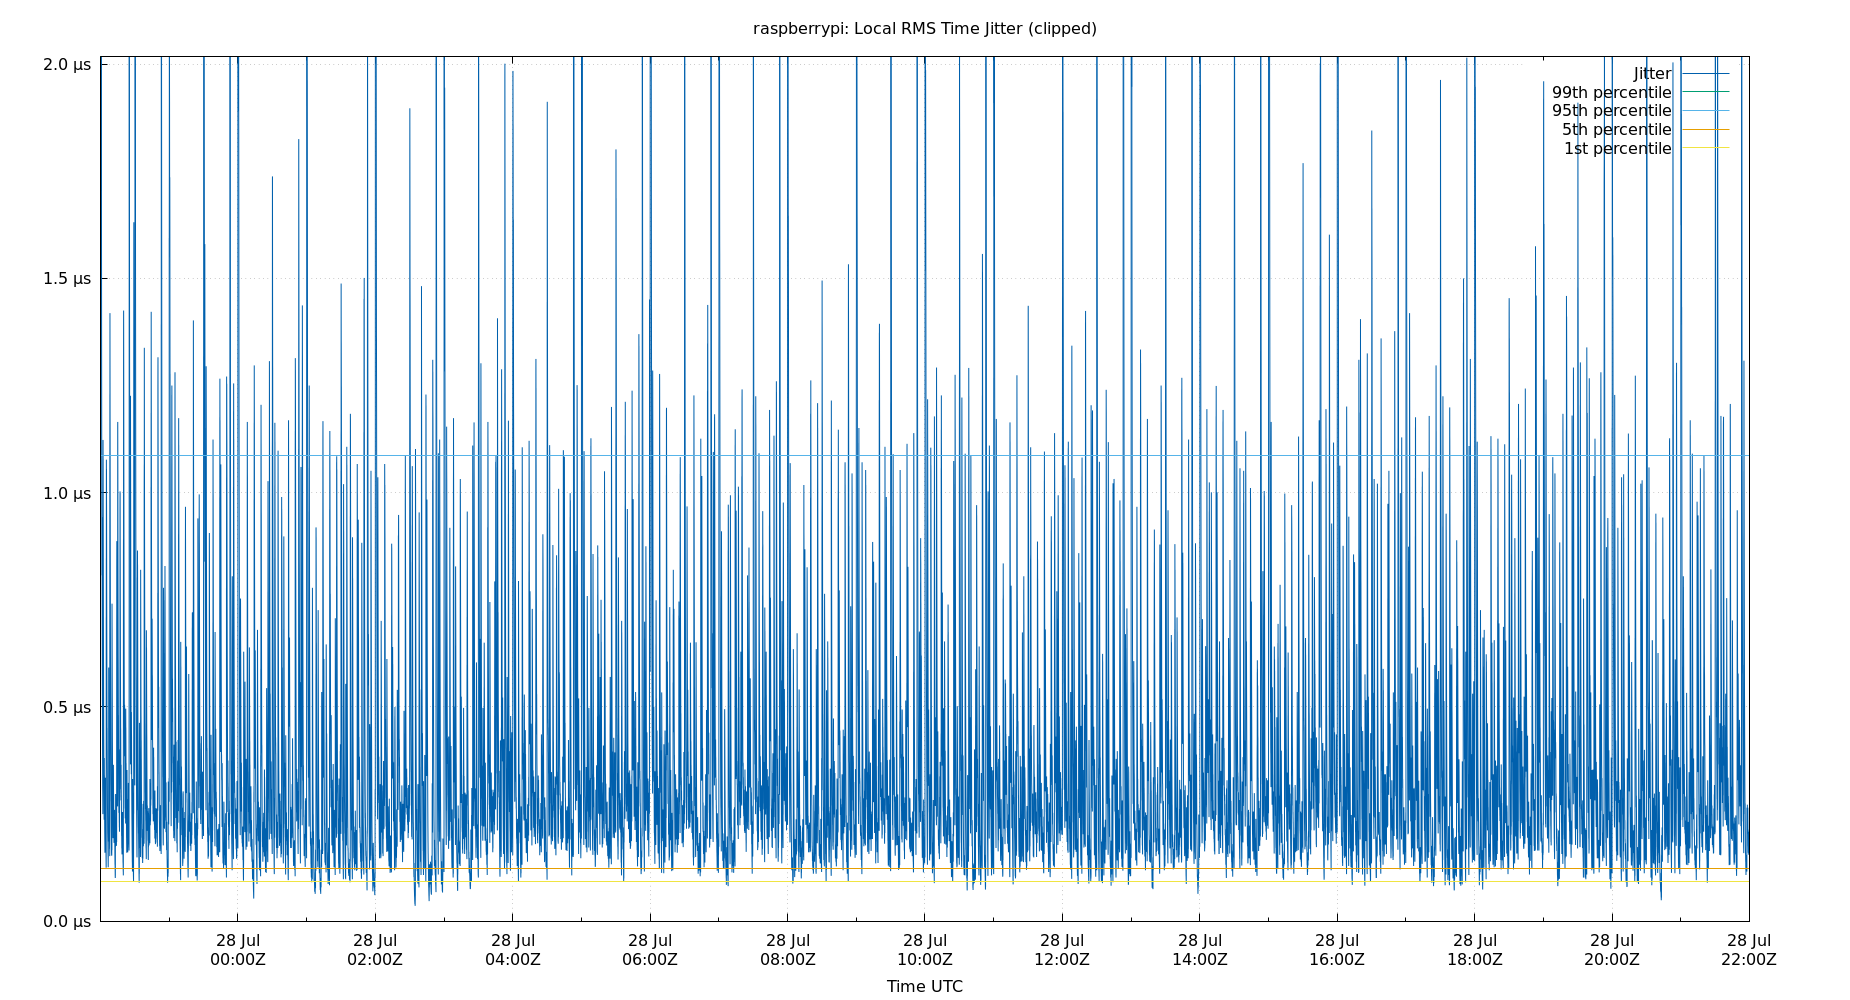 raspberrypi: Local RMS Time Jitter (clipped)
2.0 μs
1.5 μs
1.0 μs
0.5 μs
0.0 μs
Jitter
99th percentile
95th percentile
5th percentile
1st percentile
28 Jul 28 Jul 28 Jul 28 Jul 28 Jul 28 Jul 28 Jul 28 Jul 28 Jul 28 Jul 28 Jul 28 Jul
00:00Z 02:00Z 04:00Z 06:00Z 08:00Z 10:00Z 12:00Z 14:00Z 16:00Z 18:00Z 20:00Z 22:00Z
Time UTC